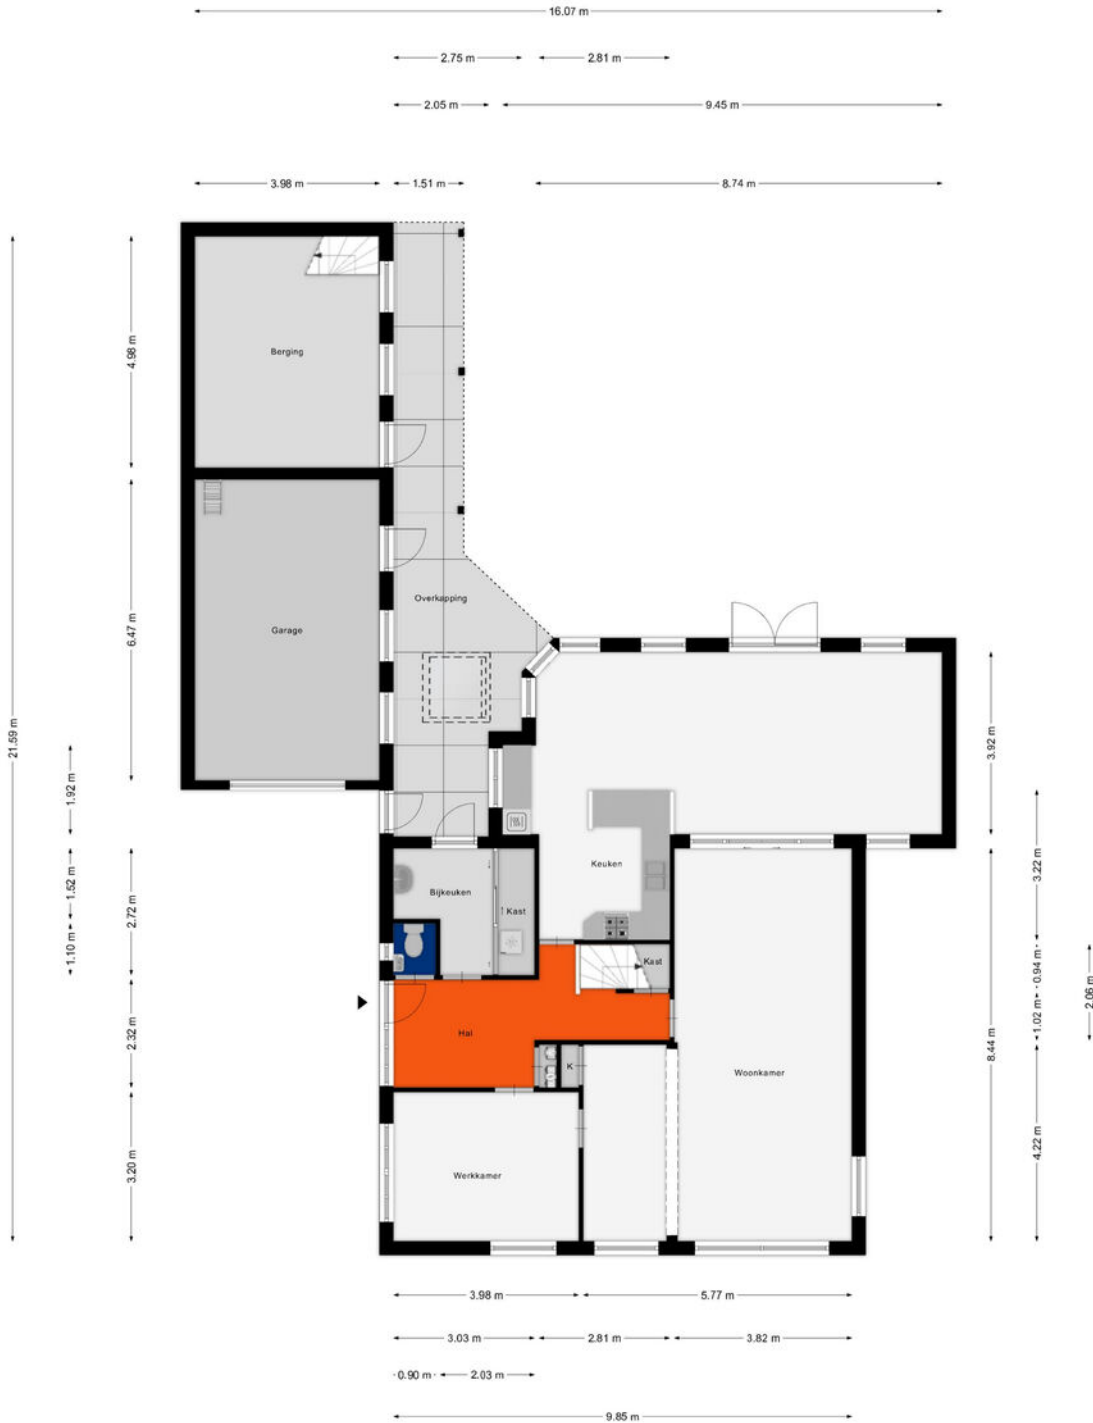 16.07 m
2.75 m
2.81 m
2.05 m
9.45 m
3.98 m
1.51 m
8.74 m
21.59 m
4.98 m
6.47 m
1.92 m
1.62 m
1.10 m
2.72 m
2.32 m
3.20 m
Berging
Garage
Overkapping
Keuken
Bijkeuken
Kast
Kast
Hal
K
Woonkamer
Werkkamer
3.92 m
8.44 m
3.22 m
0.94 m
1.02 m
4.22 m
2.06 m
3.98 m
5.77 m
3.03 m
2.81 m
3.82 m
0.90 m
2.03 m
9.85 m